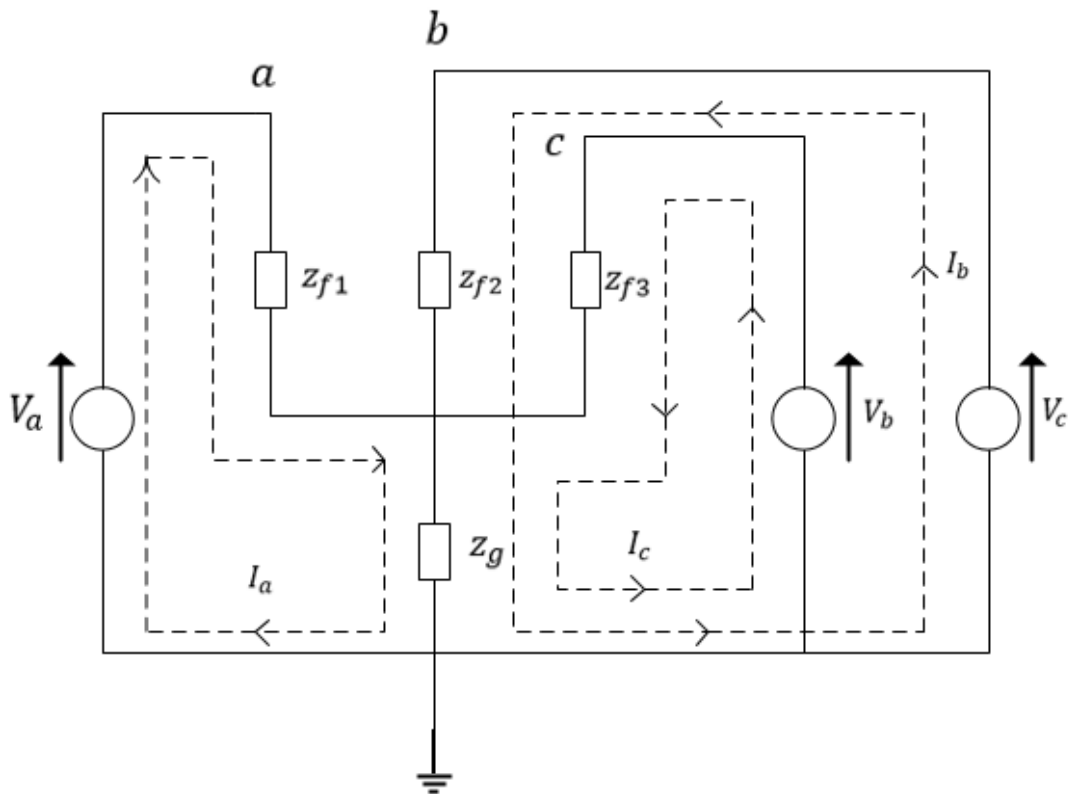 b
a
c
z_{f1}
z_{f2}
z_{f3}
I_b
V_a
V_b
V_c
z_g
I_c
I_a